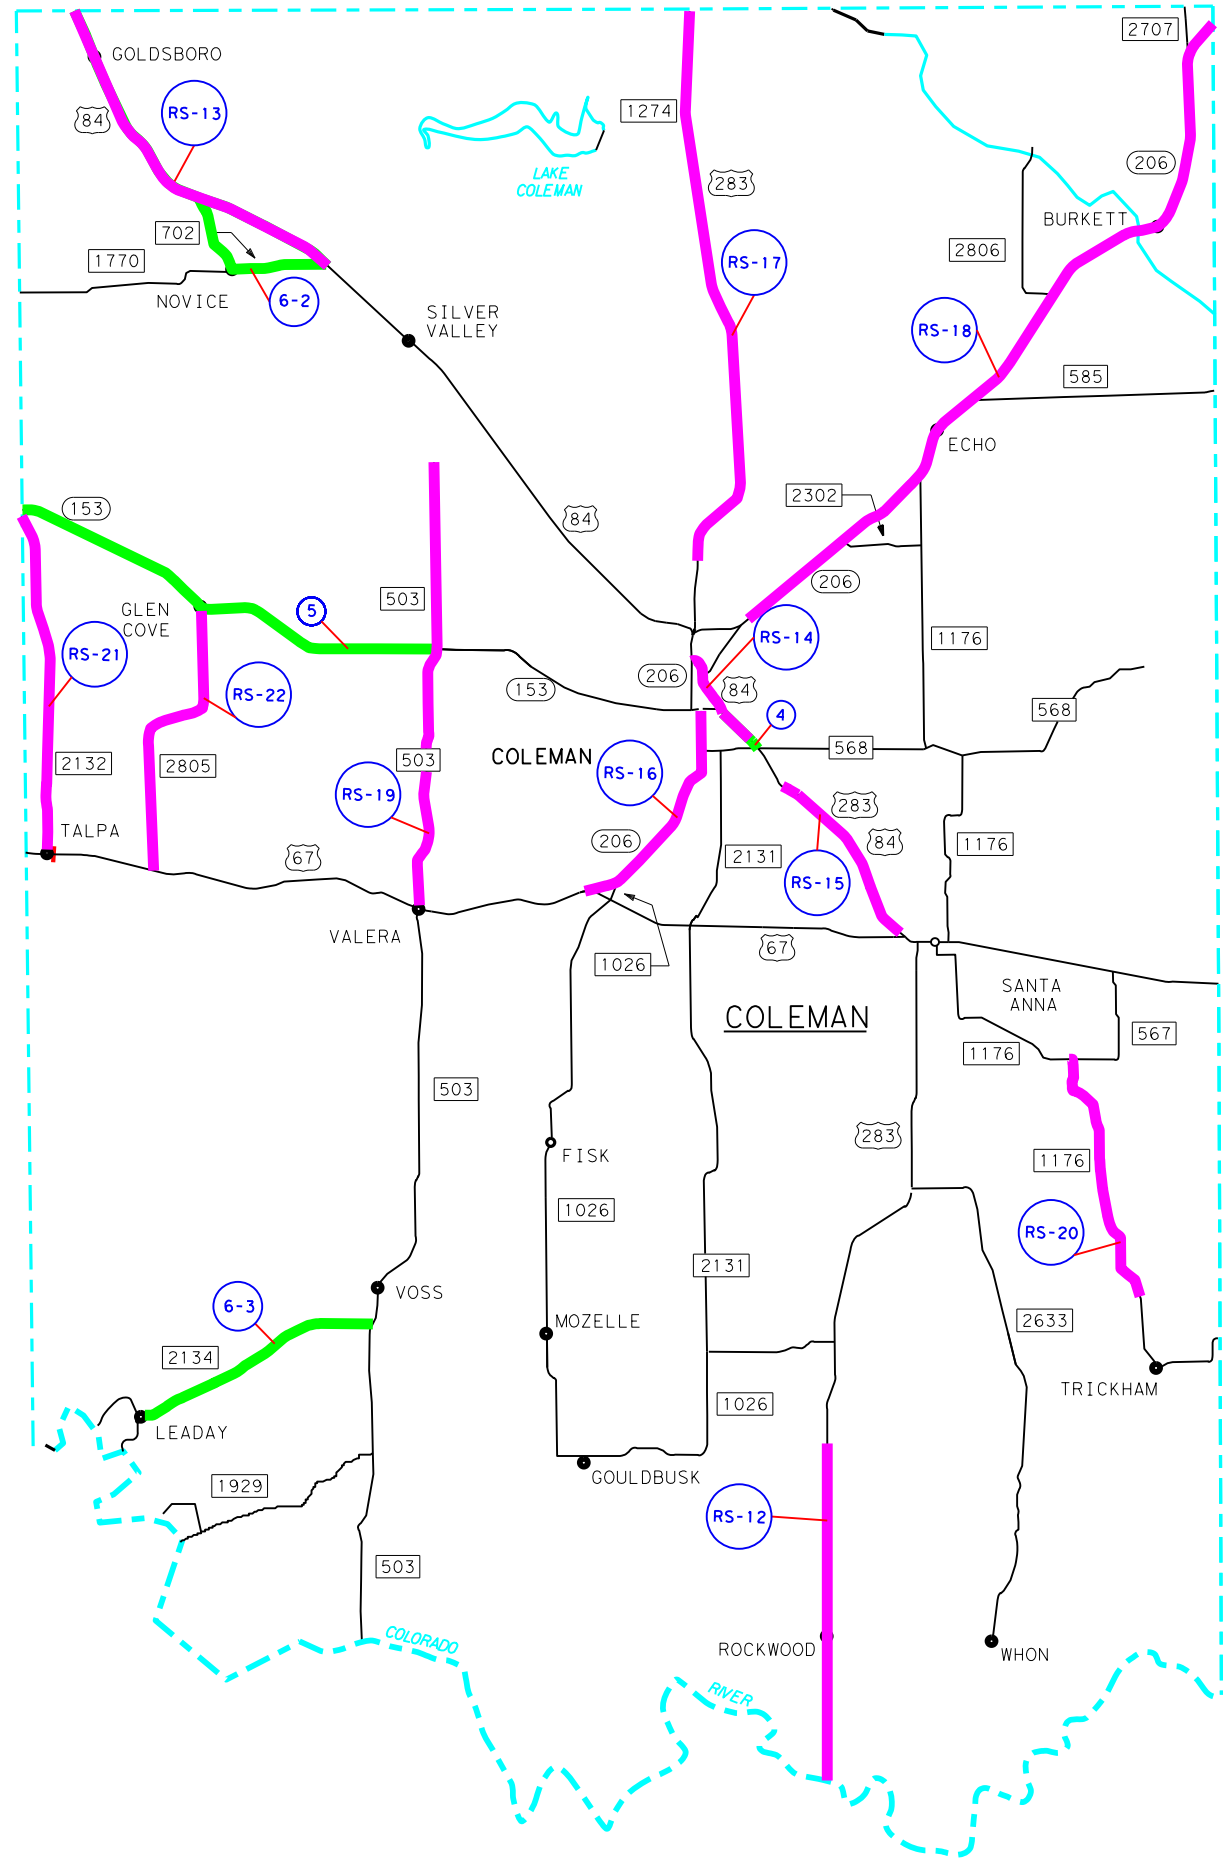 2707
GOLDSBORO
RS-13
84
1274
LAKE
COLEMAN
283
206
BURKETT
702
1770
2806
RS-17
NOVICE
6-2
SILVER
VALLEY
RS-18
585
ECHO
153
2302
84
206
503
GLEN
COVE
5
RS-21
RS-22
RS-14
1176
206
84
153
4
568
568
2132
2805
503
COLEMAN
RS-16
RS-19
283
TALPA
206
84
1176
67
2131
RS-15
VALERA
67
1026
SANTA
ANNA
COLEMAN
567
1176
503
283
FISK
1176
1026
RS-20
2131
VOSS
6-3
MOZELLE
2633
2134
TRICKHAM
1026
LEADAY
GOULDBUSK
1929
RS-12
503
COLORADO
ROCKWOOD
WHON
RIVER